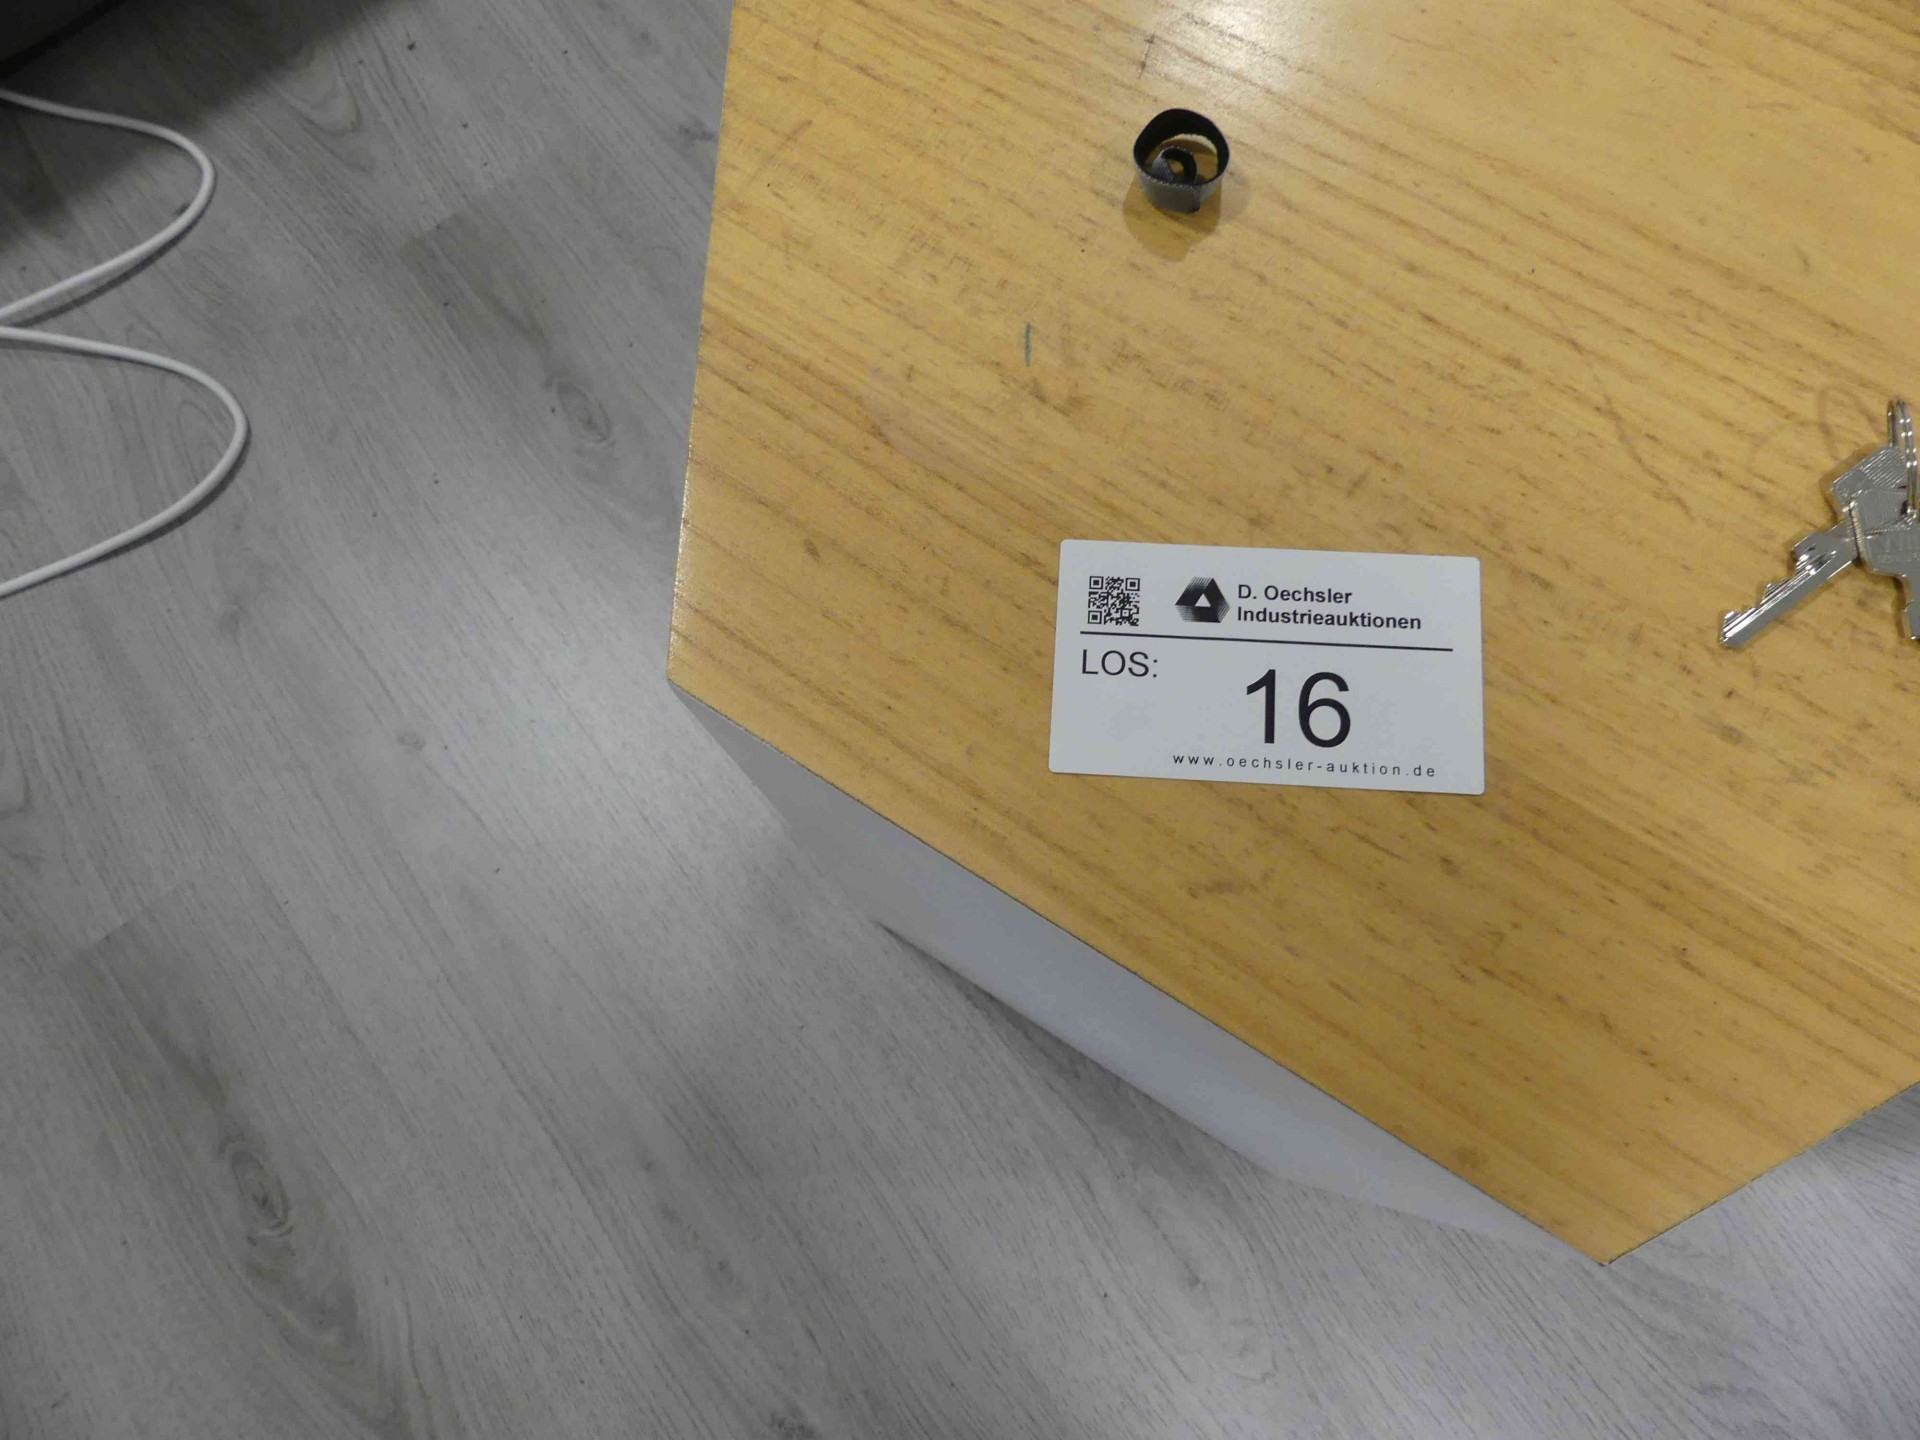 D. Oechsler
Industrieauktionen
LOS:
16
www.oechsler-auktion.de